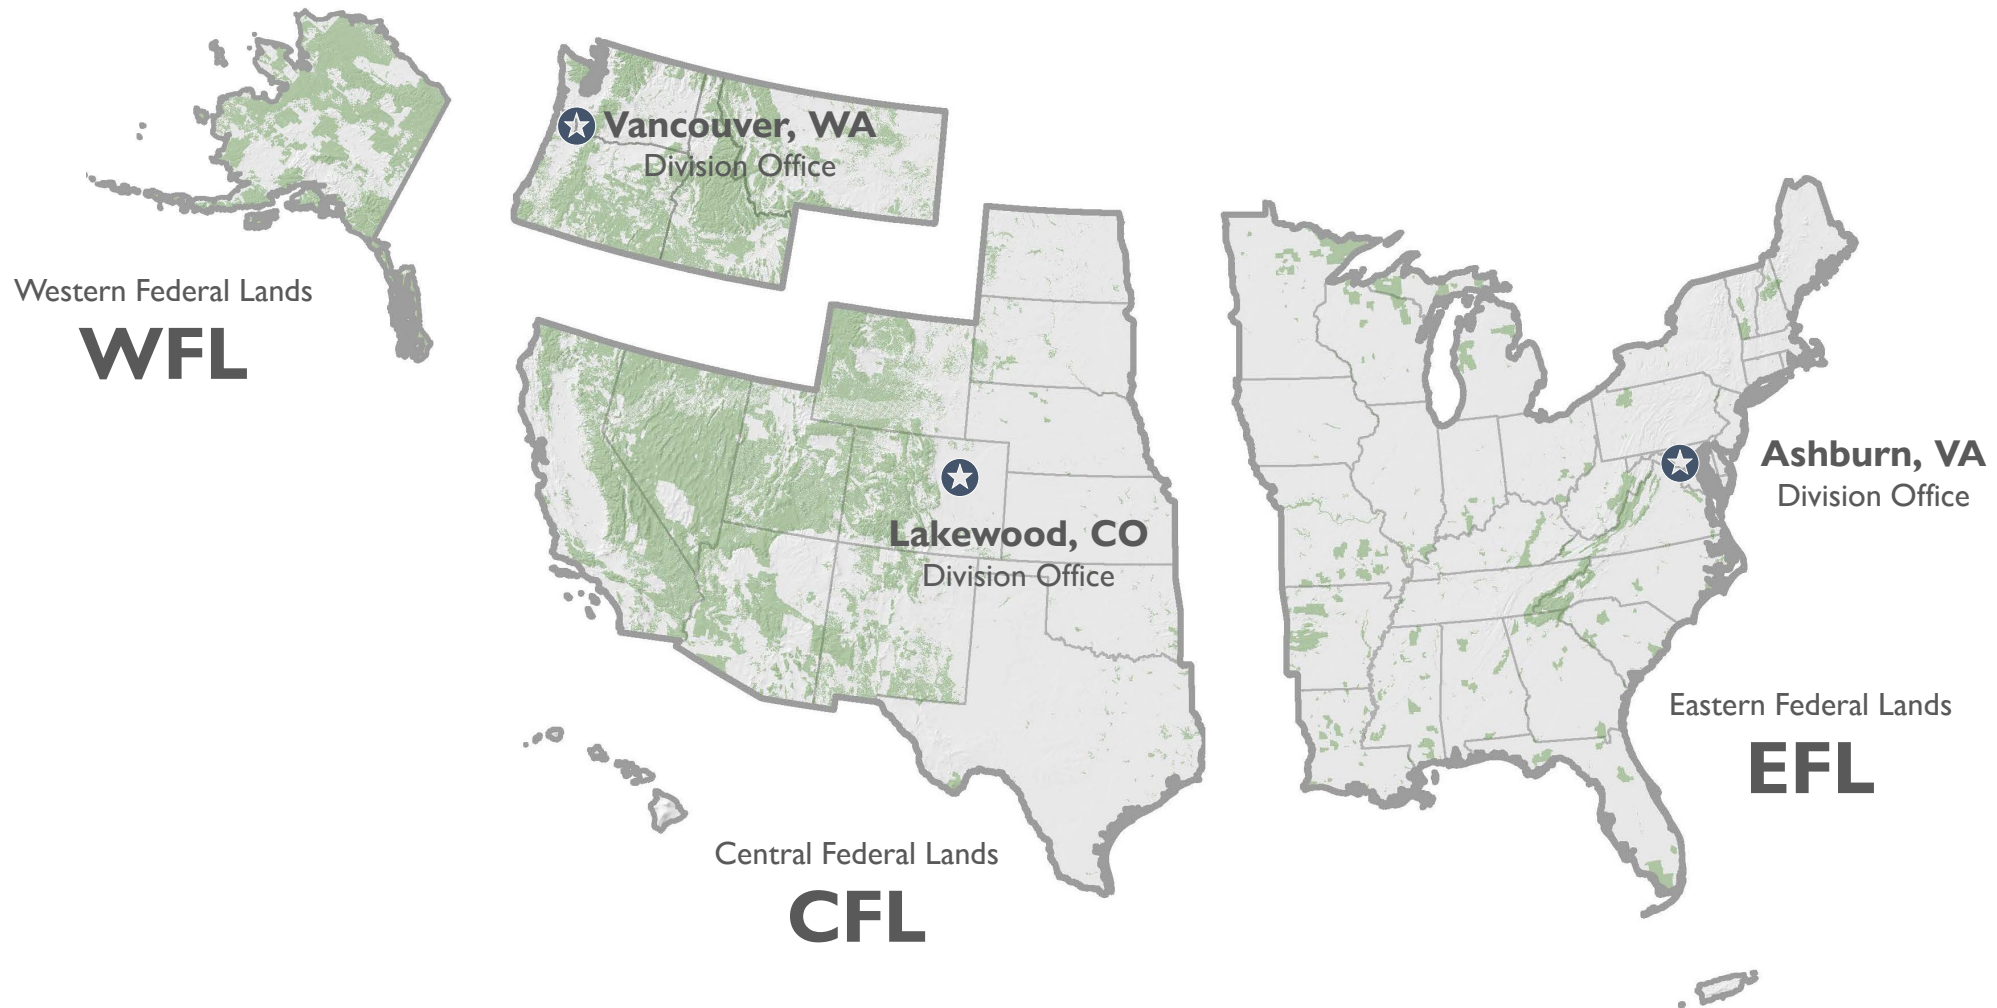 Vancouver, WA
Division Office
Western Federal Lands
WFL
Ashburn, VA
Division Office
Lakewood, CO
Division Office
Eastern Federal Lands
EFL
Central Federal Lands
CFL